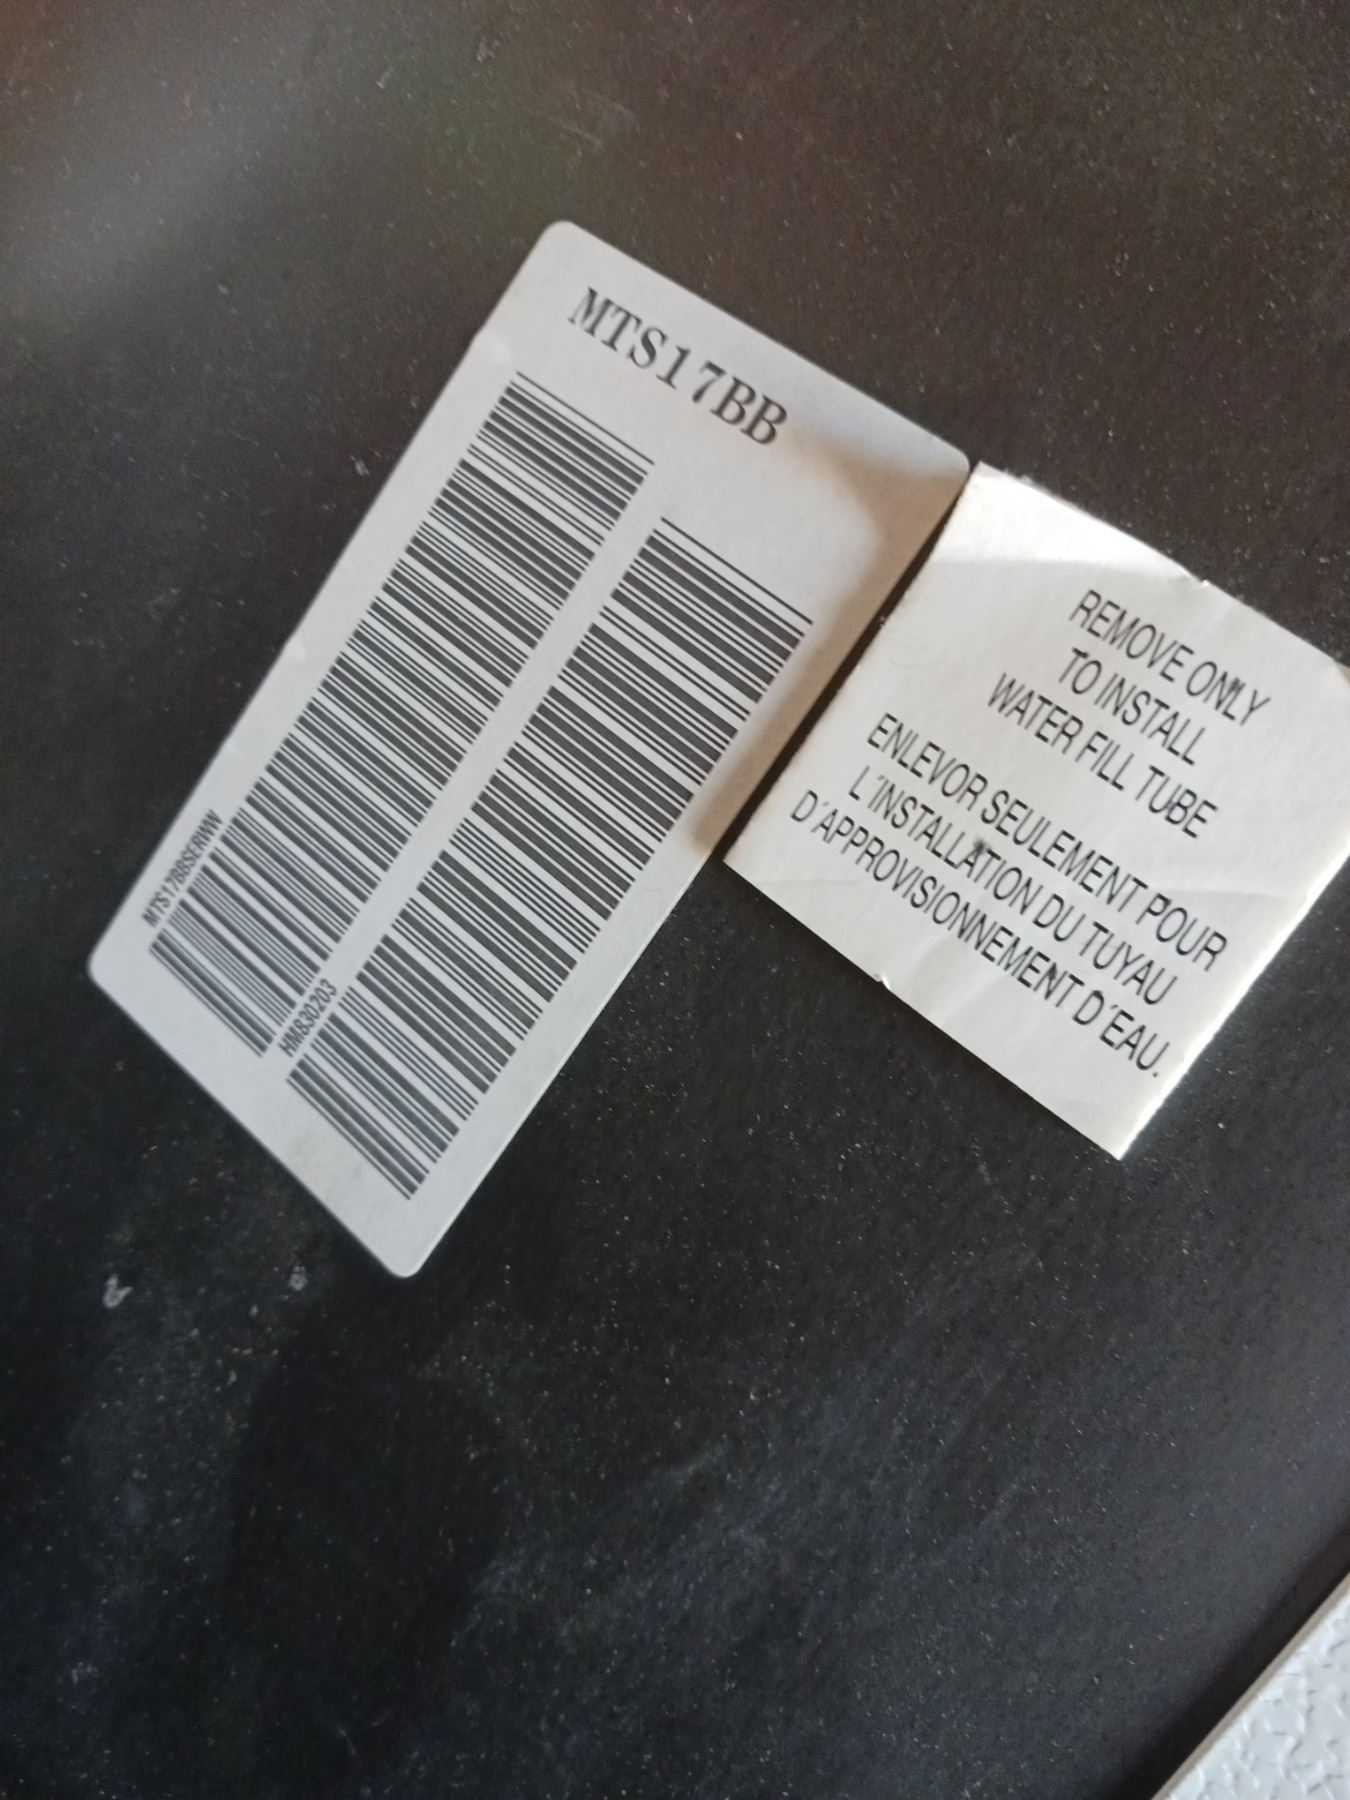 MTS17BB
MTS17BBSERWW
HM830203
REMOVE ONLY
TO INSTALL
WATER FILL TUBE
ENLEVOR SEULEMENT POUR
L'INSTALLATION DU TUYAU
D'APPROVISIONNEMENT D'EAU.